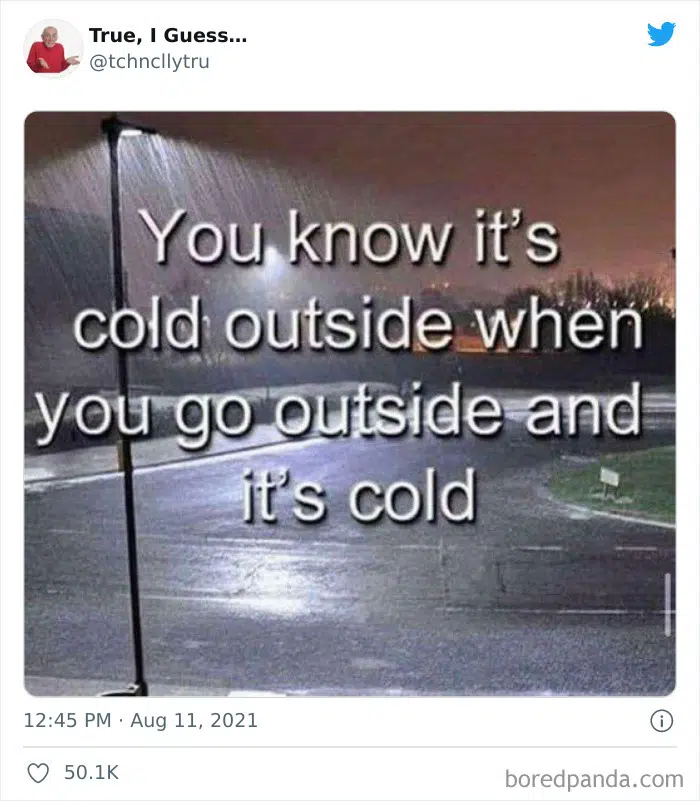 True, I Guess...
@tchncllytru
You know it's
cold outside when
you go outside and
it's cold
12:45 PM · Aug 11, 2021
50.1K
boredpanda.com